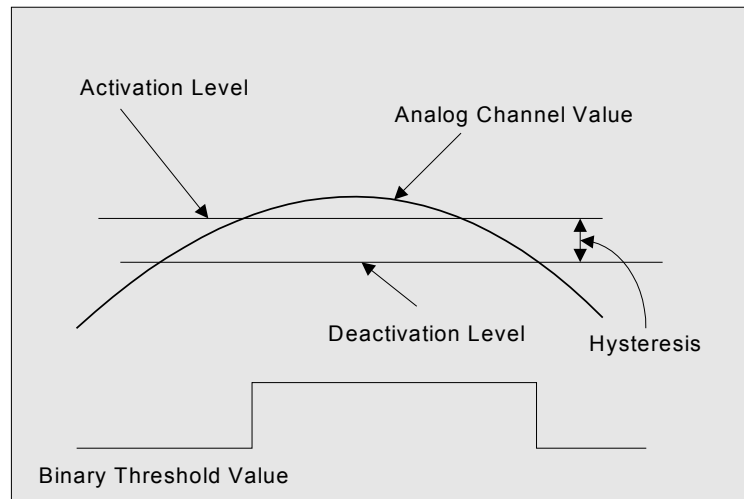 Activation Level
Analog Channel Value
Deactivation Level
Hysteresis
Binary Threshold Value